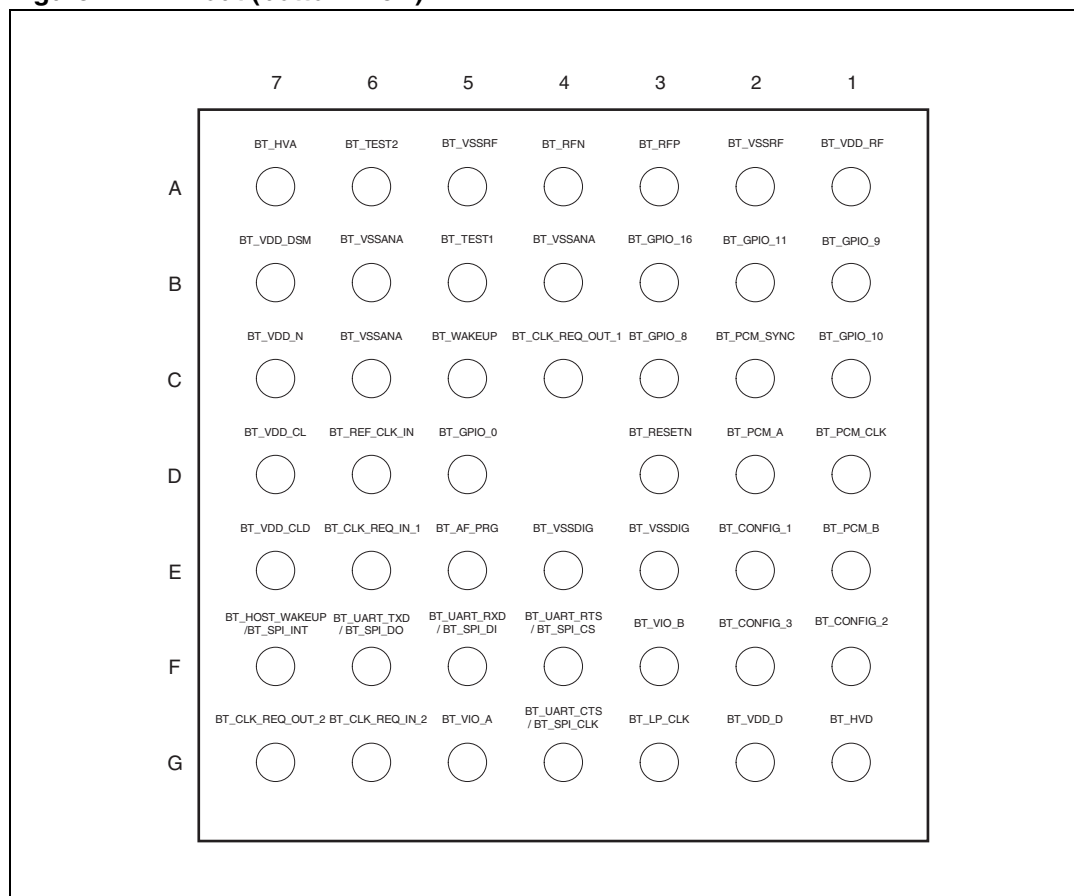 7 6 5 4 3 2 1
BT_HVA BT_TEST2 BT_VSSRF BT_RFN BT_RFP BT_VSSRF BT_VDD_RF
A
BT_VDD_DSM BT_VSSANA BT_TEST1 BT_VSSANA BT_GPIO_16 BT_GPIO_11 BT_GPIO_9
B
BT_VDD_N BT_VSSANA BT_WAKEUP BT_CLK_REQ_OUT_1 BT_GPIO_8 BT_PCM_SYNC BT_GPIO_10
C
BT_VDD_CL BT_REF_CLK_IN BT_GPIO_0 BT_RESETN BT_PCM_A BT_PCM_CLK
D
BT_VDD_CLD BT_CLK_REQ_IN_1 BT_AF_PRG BT_VSSDIG BT_VSSDIG BT_CONFIG_1 BT_PCM_B
E
BT_HOST_WAKEUP BT_UART_TXD BT_UART_RXD BT_UART_RTS BT_VIO_B BT_CONFIG_3 BT_CONFIG_2
/BT_SPI_INT / BT_SPI_DO / BT_SPI_DI / BT_SPI_CS
F
BT_CLK_REQ_OUT_2 BT_CLK_REQ_IN_2 BT_VIO_A BT_UART_CTS BT_LP_CLK BT_VDD_D BT_HVD
/ BT_SPI_CLK
G